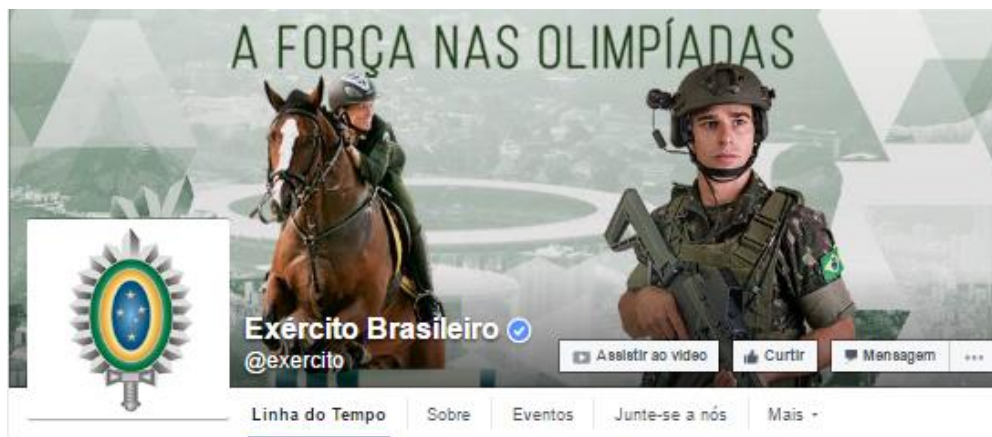 A FORÇA NAS OLIMPÍADAS
Exército Brasileiro
@exercito
Assistir ao vídeo Curtir Mensagem ...
Linha do Tempo Sobre Eventos Junte-se a nós Mais